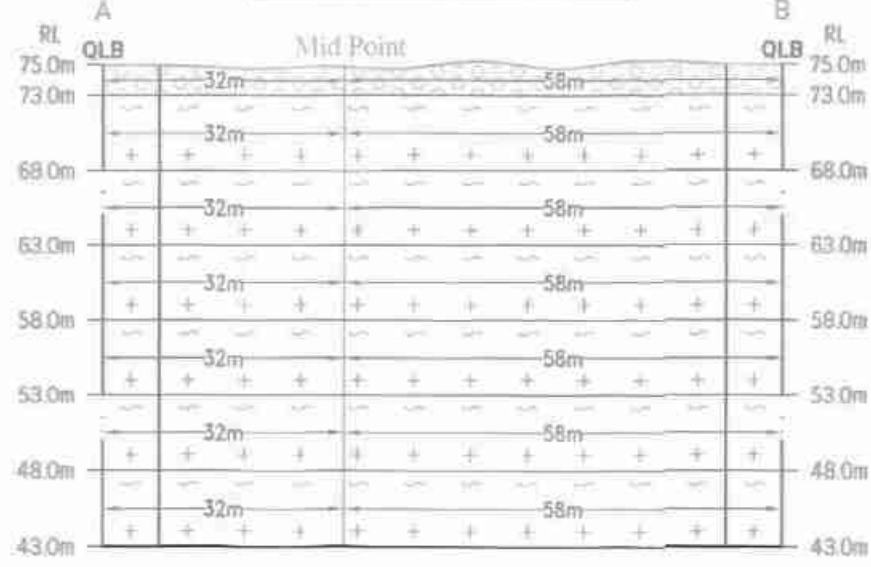 A B
RL RL
QLB Mid Point QLB
75.0m 75.0m
32m 58m
73.0m 73.0m
32m 58m
68.0m 68.0m
32m 58m
63.0m 63.0m
32m 58m
58.0m 58.0m
32m 58m
53.0m 53.0m
32m 58m
48.0m 48.0m
32m 58m
43.0m 43.0m